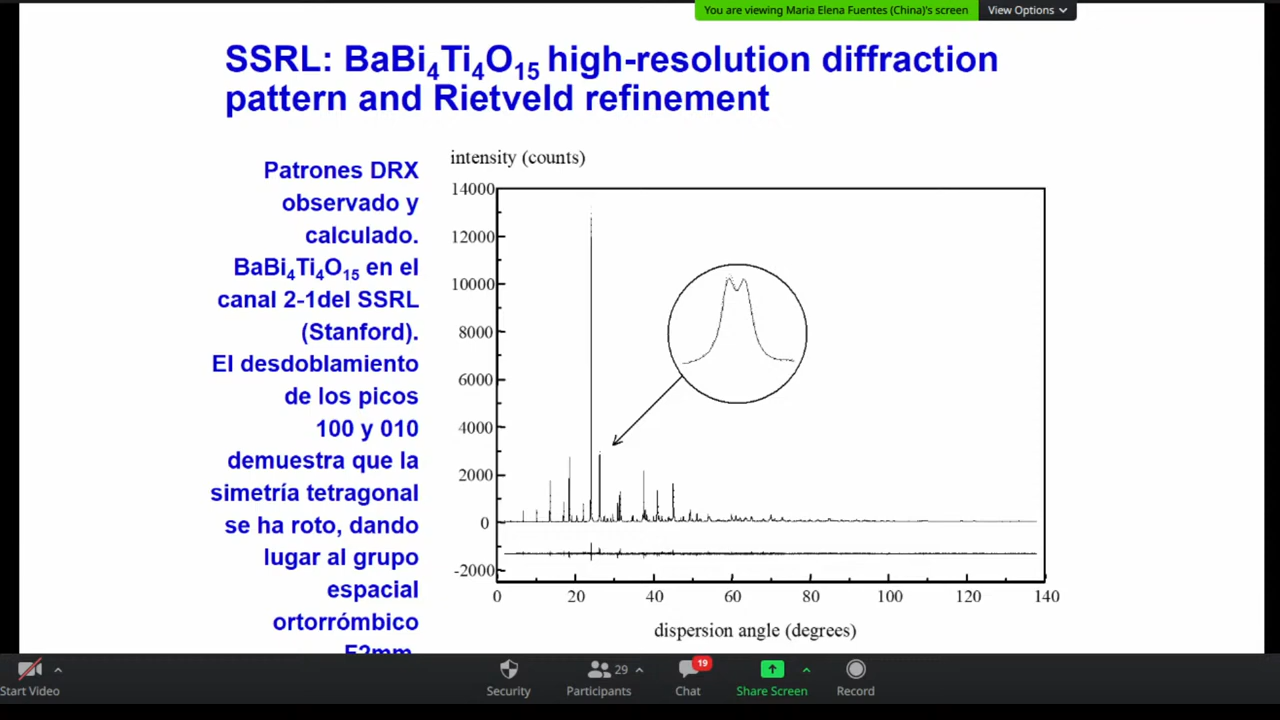 You are viewing Maria Elena Fuentes (China)'s screen
View Options
SSRL: BaBi4Ti4O15 high-resolution diffraction
pattern and Rietveld refinement
Patrones DRX
observado y
calculado.
BaBi4Ti4O15 en el
canal 2-1del SSRL
(Stanford).
El desdoblamiento
de los picos
100 y 010
demuestra que la
simetría tetragonal
se ha roto, dando
lugar al grupo
espacial
ortorrómbico
F2mm.
intensity (counts)
14000
12000
10000
8000
6000
4000
2000
0
-2000
0 20 40 60 80 100 120 140
dispersion angle (degrees)
Start Video
Security
29
Participants
19
Chat
Share Screen
Record